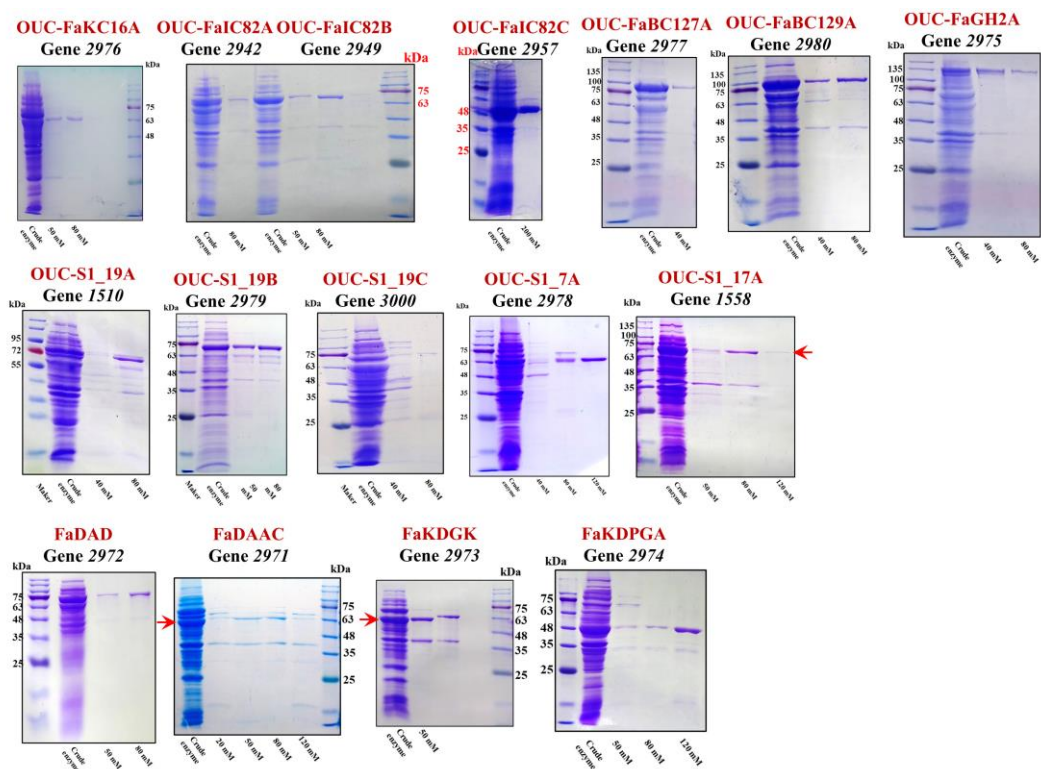 OUC-FaKC16A
Gene 2976
kDa
75
63
48
Crude enzyme
50 mM
80 mM
OUC-FaIC82A OUC-FaIC82B
Gene 2942 Gene 2949
kDa
75
63
Crude enzyme
80 mM
Crude enzyme
50 mM
80 mM
OUC-FaIC82C
Gene 2957
48
35
25
Crude enzyme
200 mM
OUC-FaBC127A
Gene 2977
kDa
135
100
75
63
48
35
25
Crude enzyme
40 mM
OUC-FaBC129A
Gene 2980
kDa
135
100
75
63
48
35
25
Crude enzyme
40 mM
80 mM
OUC-FaGH2A
Gene 2975
kDa
135
100
75
63
48
35
25
Crude enzyme
40 mM
80 mM
OUC-S1_19A
Gene 1510
kDa
95
72
55
Maker
Crude enzyme
40 mM
80 mM
OUC-S1_19B
Gene 2979
kDa
75
63
48
35
25
Maker
Crude enzyme
mM
50
mM
80
OUC-S1_19C
Gene 3000
kDa
75
63
48
35
25
Maker
Crude enzyme
40 mM
80 mM
OUC-S1_7A
Gene 2978
kDa
75
63
48
35
25
Crude enzyme
40 mM
80 mM
120 mM
OUC-S1_17A
Gene 1558
kDa
135
100
75
63
48
35
25
Crude enzyme
50 mM
80 mM
120 mM
FaDAD
Gene 2972
kDa
75
63
48
35
25
Crude enzyme
50 mM
80 mM
FaDAAC
Gene 2971
kDa
75
63
48
35
25
Crude enzyme
20 mM
50 mM
80 mM
120 mM
FaKDGK
Gene 2973
kDa
75
63
48
35
25
Crude enzyme
50 mM
FaKDPGA
Gene 2974
kDa
75
63
48
35
25
Crude enzyme
50 mM
80 mM
120 mM